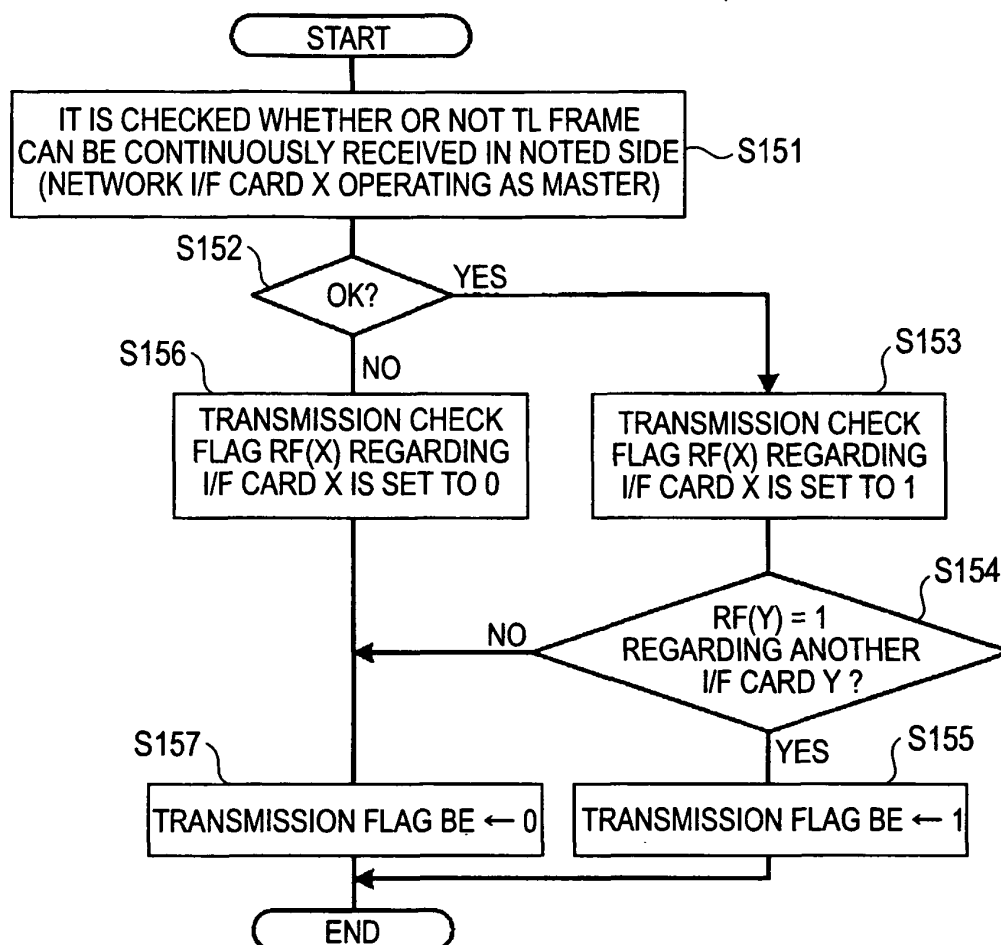 START
IT IS CHECKED WHETHER OR NOT TL FRAME
CAN BE CONTINUOUSLY RECEIVED IN NOTED SIDE
(NETWORK I/F CARD X OPERATING AS MASTER)
S151
S152
OK?
YES
NO
S156
TRANSMISSION CHECK
FLAG RF(X) REGARDING
I/F CARD X IS SET TO 0
S153
TRANSMISSION CHECK
FLAG RF(X) REGARDING
I/F CARD X IS SET TO 1
S154
RF(Y) = 1
REGARDING ANOTHER
I/F CARD Y ?
NO
YES
S157
TRANSMISSION FLAG BE ← 0
S155
TRANSMISSION FLAG BE ← 1
END